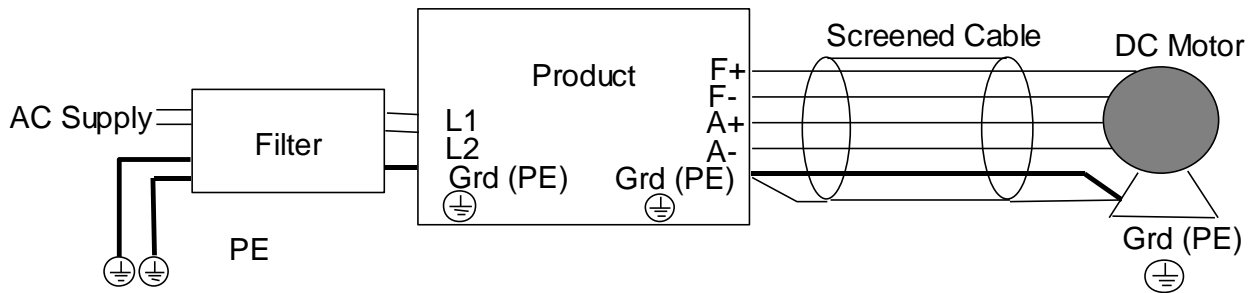 Screened Cable
DC Motor
Product
F+
F-
A+
A-
AC Supply
Filter
L1
L2
Grd (PE)
Grd (PE)
PE
Grd (PE)